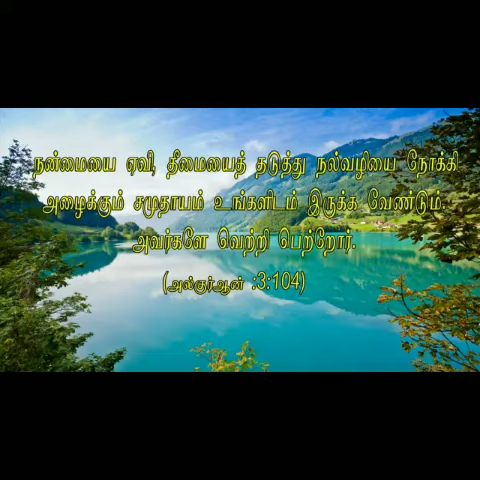 நன்மையை ஏவி, தீமையைத் தடுத்து நல்வழியை நோக்கி
அழைக்கும் சமுதாயம் உங்களிடம் இருக்க வேண்டும்.
அவர்களே வெற்றி பெற்றோர்.
(அல்குர்ஆன் :3:104)